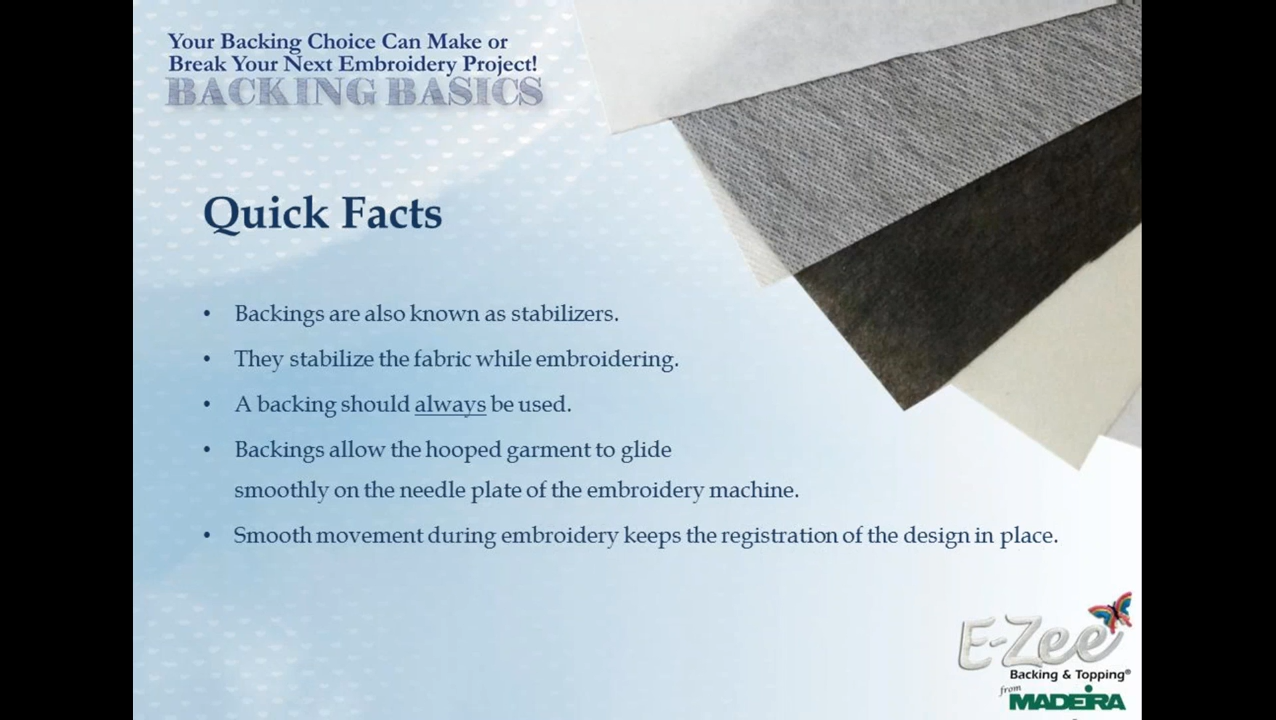 Your Backing Choice Can Make or
Break Your Next Embroidery Project!
BACKING BASICS
Quick Facts
• Backings are also known as stabilizers.
• They stabilize the fabric while embroidering.
• A backing should always be used.
• Backings allow the hooped garment to glide
smoothly on the needle plate of the embroidery machine.
• Smooth movement during embroidery keeps the registration of the design in place.
E-Zee
Backing & Topping®
from
MADEIRA